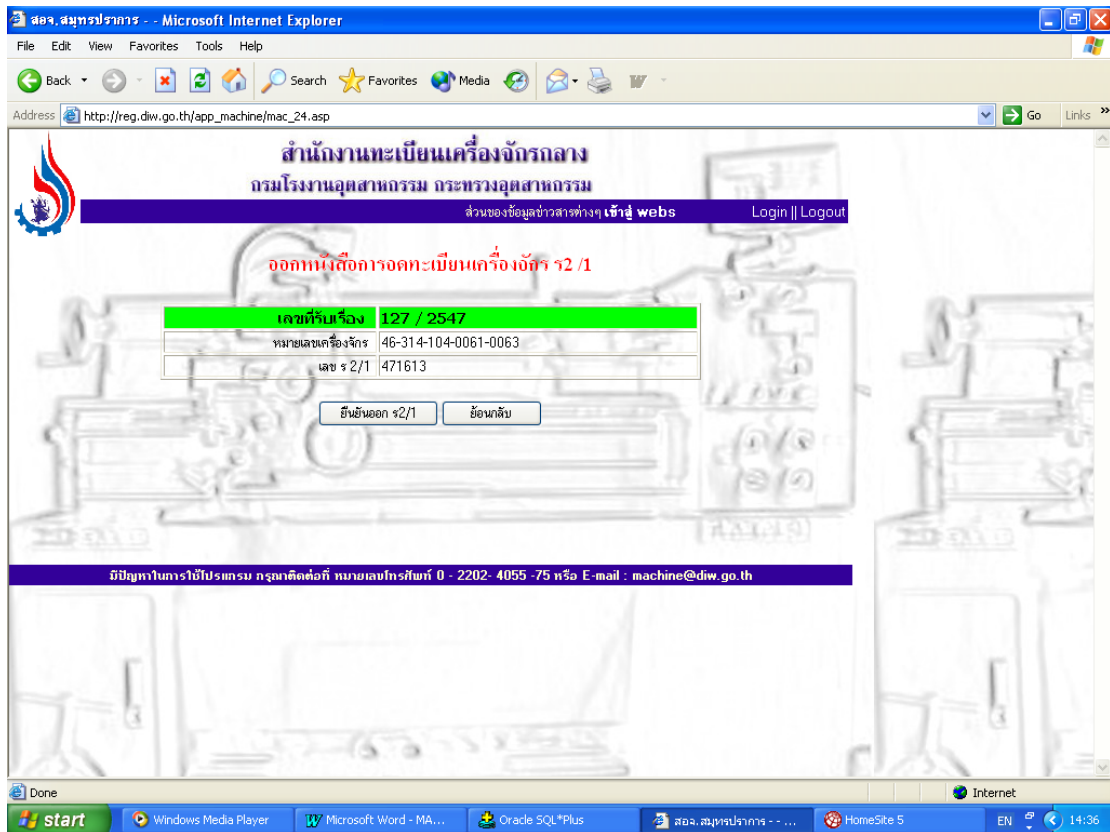 สอจ.สมุทรปราการ - - Microsoft Internet Explorer
File Edit View Favorites Tools Help
Back Search Favorites Media
Address http://reg.diw.go.th/app_machine/mac_24.asp Go Links »
สำนักงานทะเบียนเครื่องจักรกลาง
กรมโรงงานอุตสาหกรรม กระทรวงอุตสาหกรรม
ส่วนของข้อมูลข่าวสารต่างๆ เข้าสู่ webs Login || Logout
ออกหนังสือการจดทะเบียนเครื่องจักร ร2 /1
เลขที่รับเรื่อง 127 / 2547
หมายเลขเครื่องจักร 46-314-104-0061-0063
เลข ร 2/1 471613
ยืนยันออก ร2/1 ย้อนกลับ
มีปัญหาในการใช้โปรแกรม กรุณาติดต่อที่ หมายเลขโทรศัพท์ 0 - 2202- 4055 -75 หรือ E-mail : machine@diw.go.th
Done Internet
start Windows Media Player Microsoft Word - MA... Oracle SQL*Plus สอจ.สมุทรปราการ - - ... HomeSite 5 EN 14:36